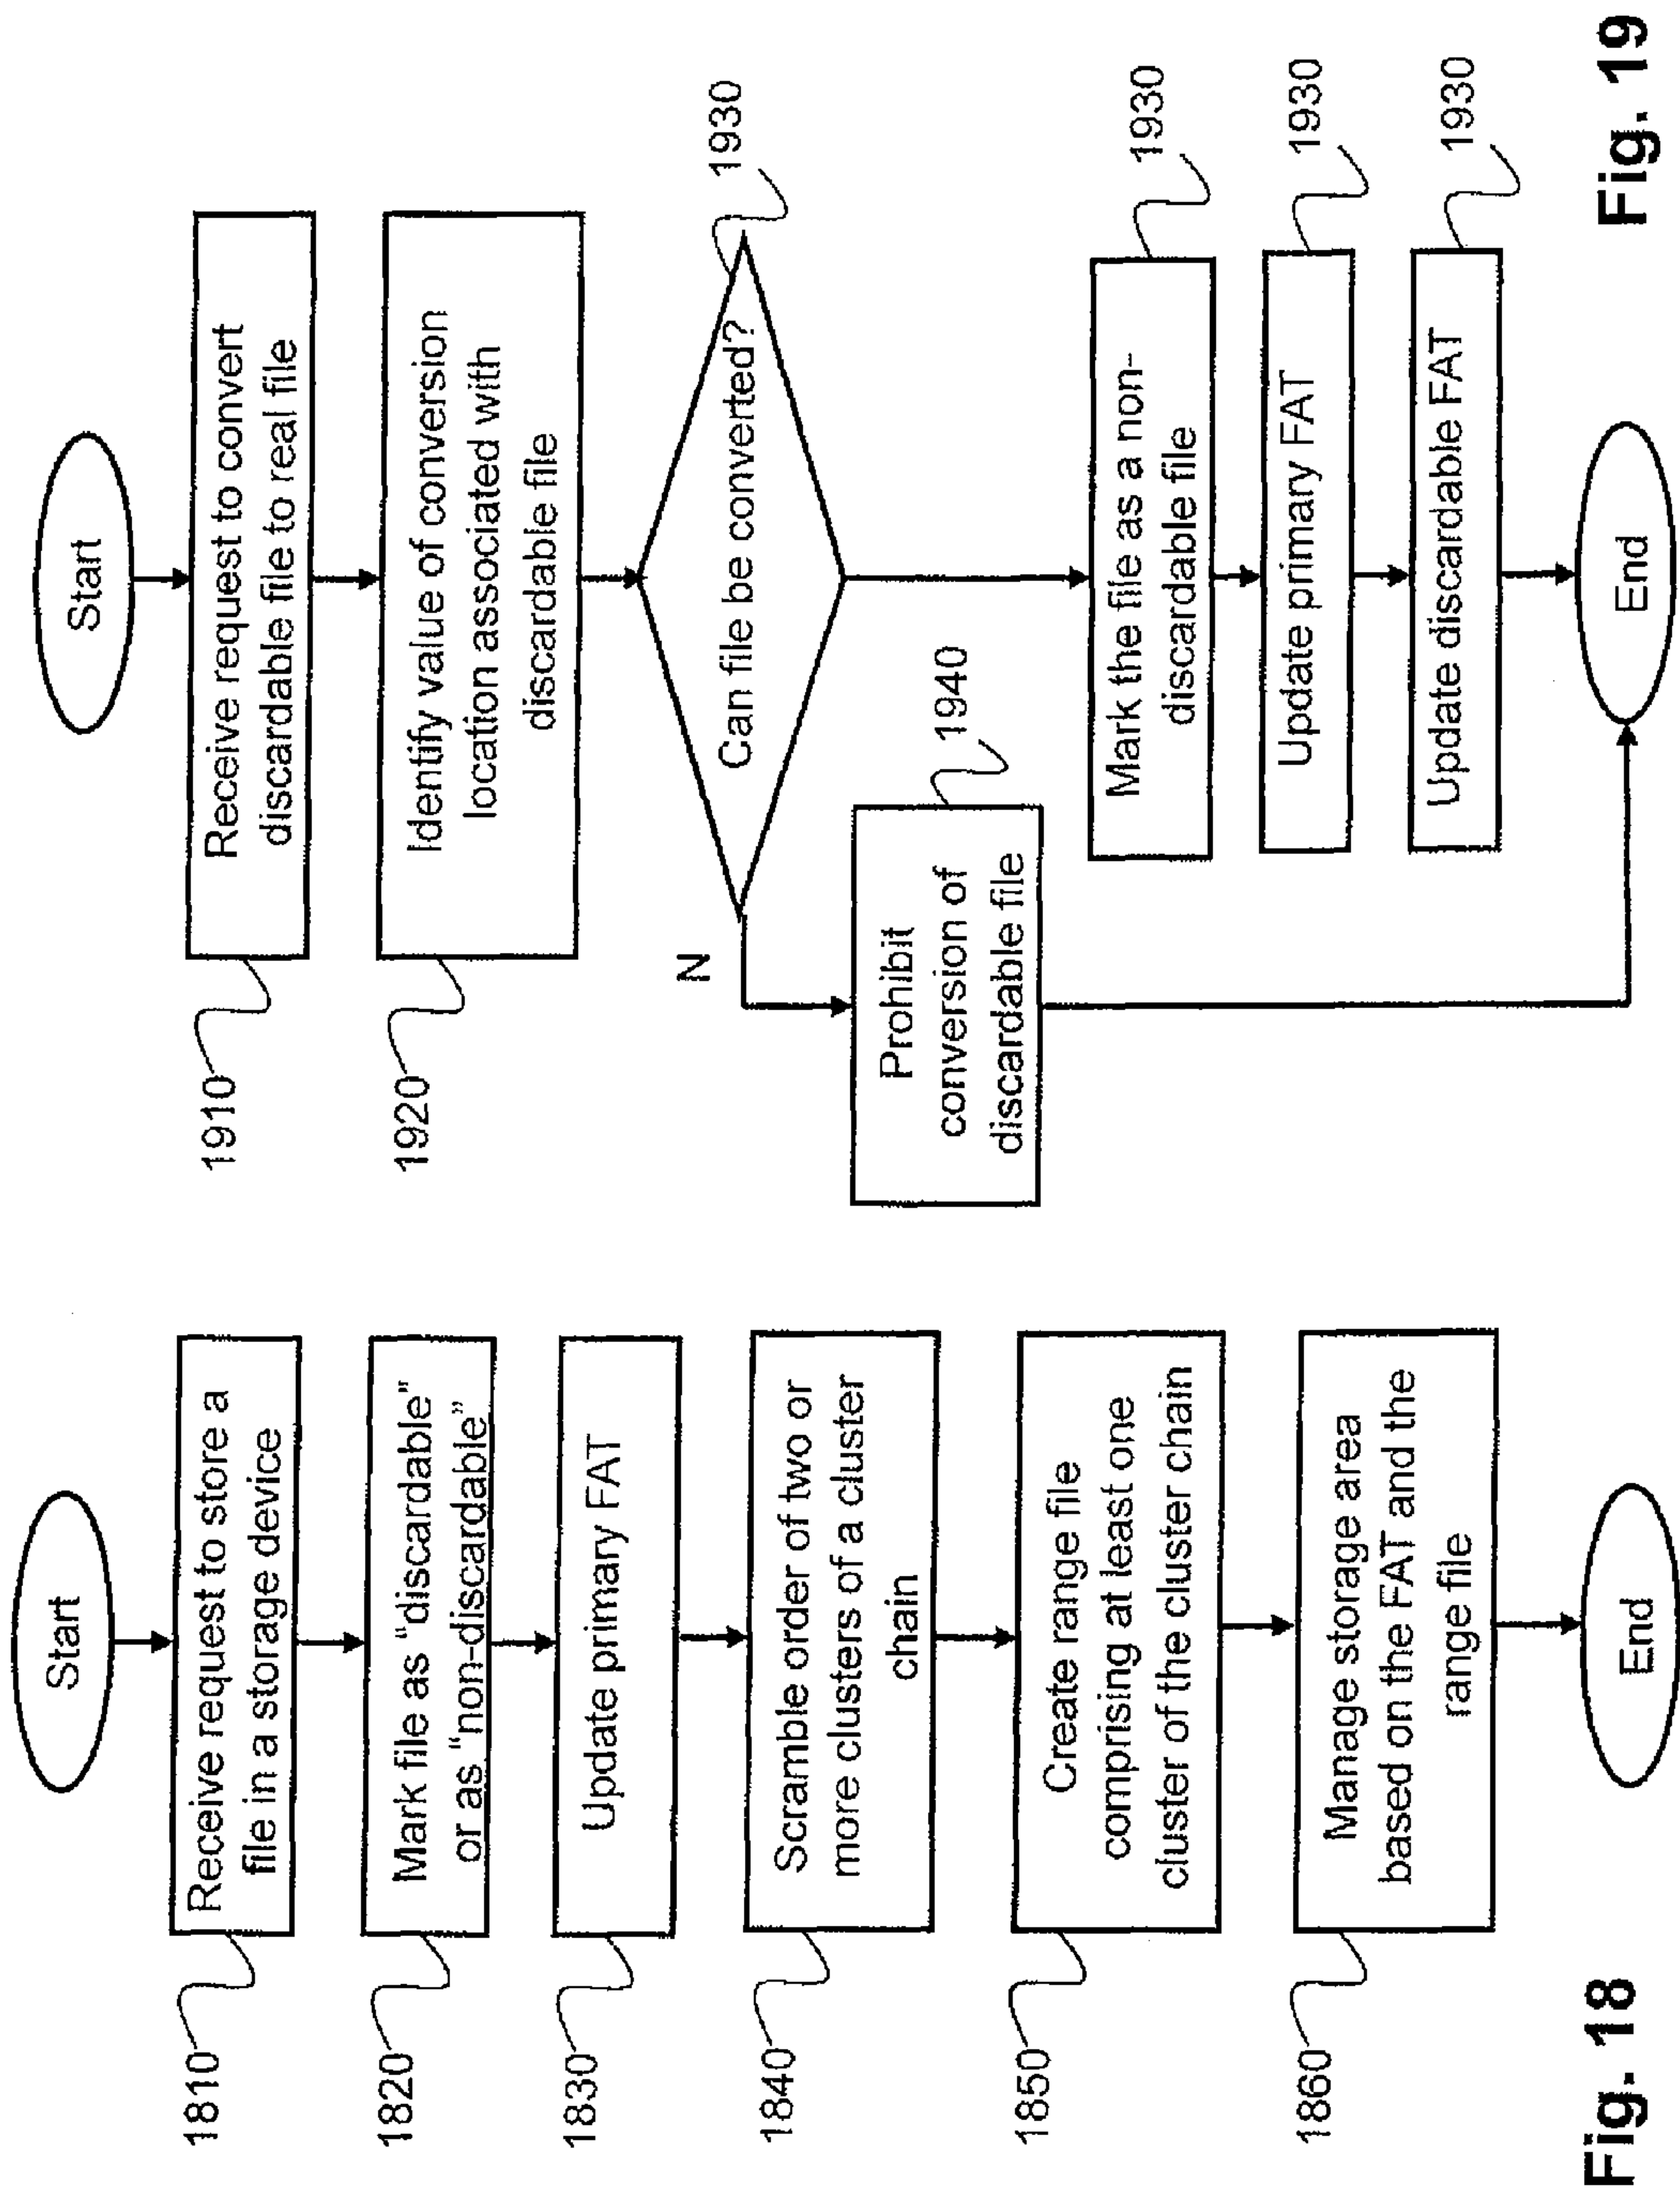 Start
1810
Receive request to store a
file in a storage device
1820
Mark file as “discardable”
or as “non-discardable”
1830
Update primary FAT
1840
Scramble order of two or
more clusters of a cluster
chain
1850
Create range file
comprising at least one
cluster of the cluster chain
1860
Manage storage area
based on the FAT and the
range file
End
Fig. 18
Start
1910
Receive request to convert
discardable file to real file
1920
Identify value of conversion
location associated with
discardable file
1930
Can file be converted?
N
1940
Prohibit
conversion of
discardable file
1930
Mark the file as a non-
discardable file
1930
Update primary FAT
1930
Update discardable FAT
End
Fig. 19